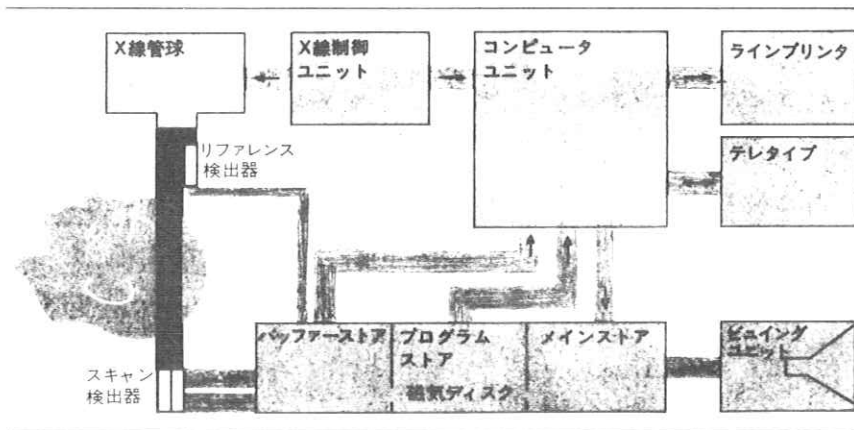 X線管球
X線制御
ユニット
コンピュータ
ユニット
ラインプリンタ
リファレンス
検出器
テレタイプ
バッファーストア
プログラム
ストア
メインストア
ビュイング
ユニット
磁気ディスク
スキャン
検出器